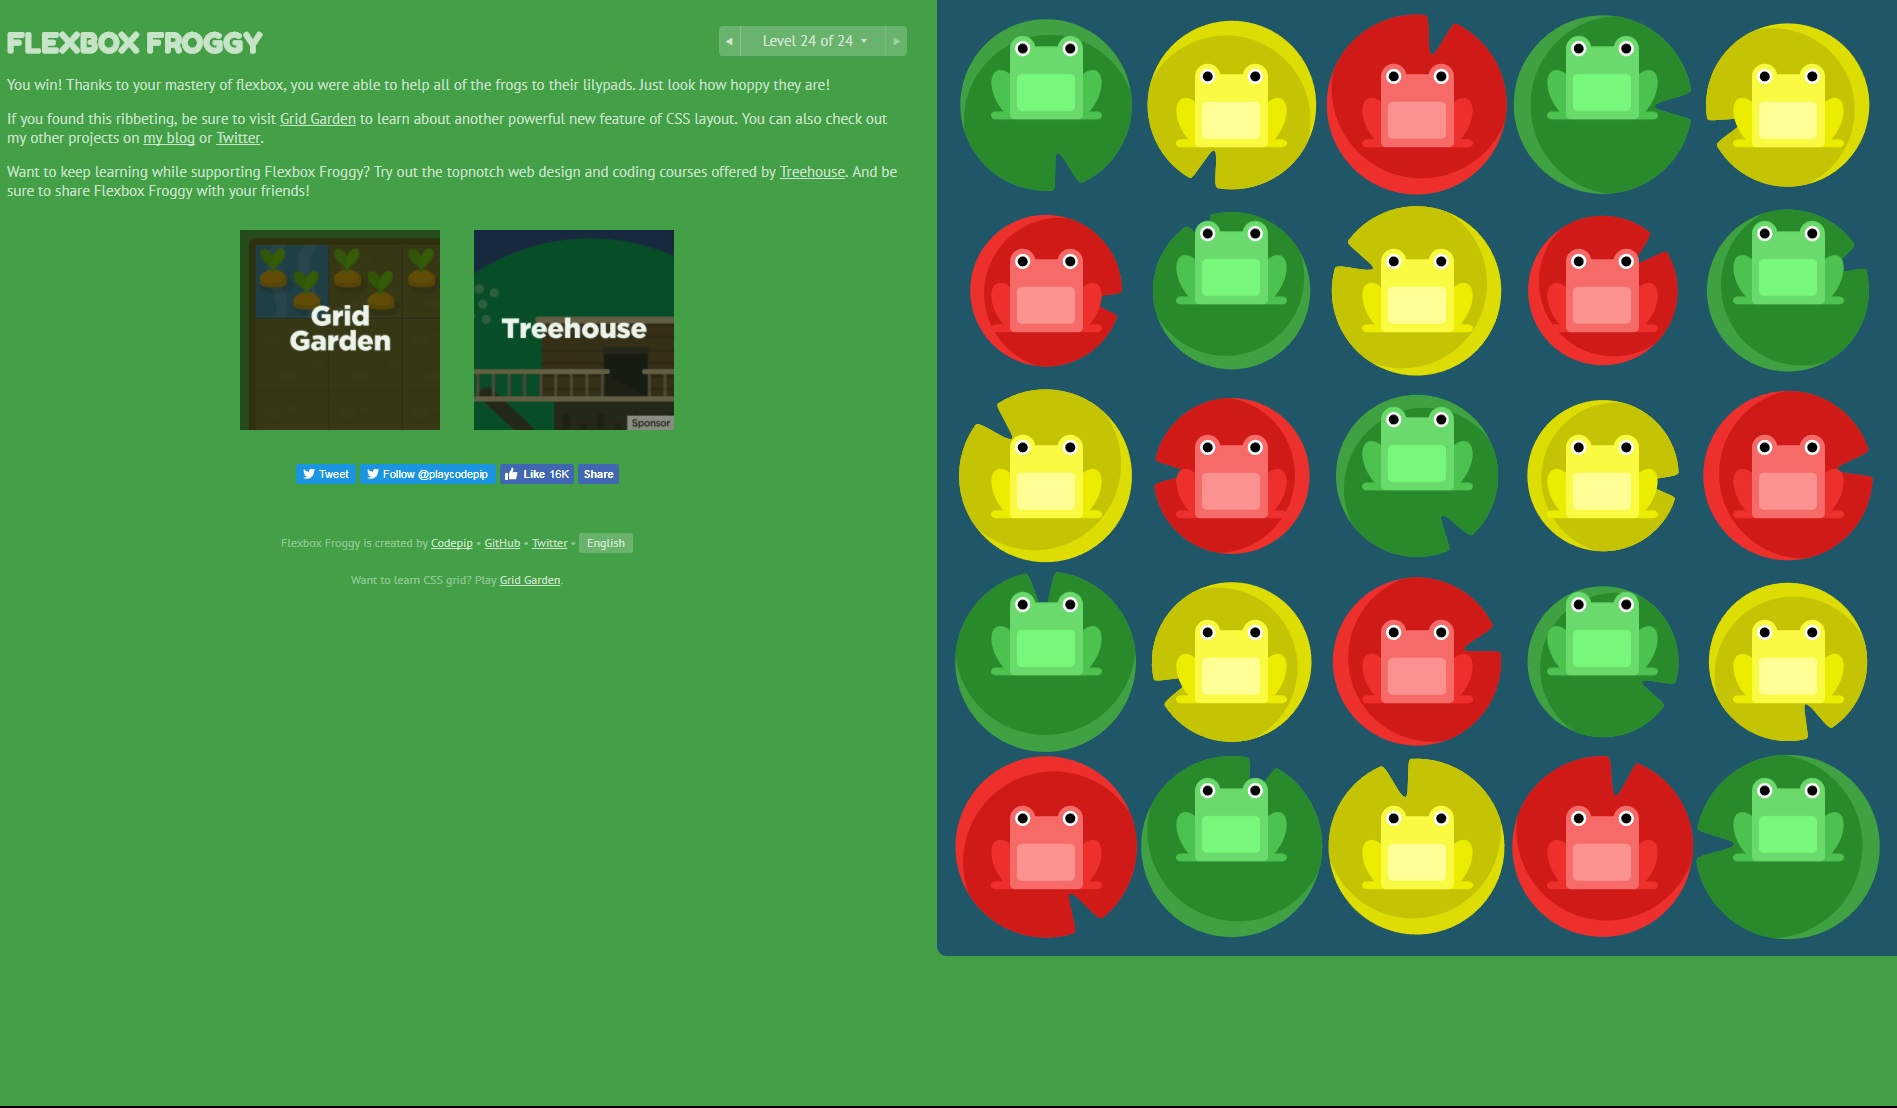 FLEXBOX FROGGY
Level 24 of 24
You win! Thanks to your mastery of flexbox, you were able to help all of the frogs to their lilypads. Just look how hoppy they are!
If you found this ribbeting, be sure to visit Grid Garden to learn about another powerful new feature of CSS layout. You can also check out
my other projects on my blog or Twitter.
Want to keep learning while supporting Flexbox Froggy? Try out the topnotch web design and coding courses offered by Treehouse. And be
sure to share Flexbox Froggy with your friends!
Grid
Garden
Treehouse
Sponsor
Tweet
Follow @playcodepip
Like 16K
Share
Flexbox Froggy is created by Codepip • GitHub • Twitter • English
Want to learn CSS grid? Play Grid Garden.